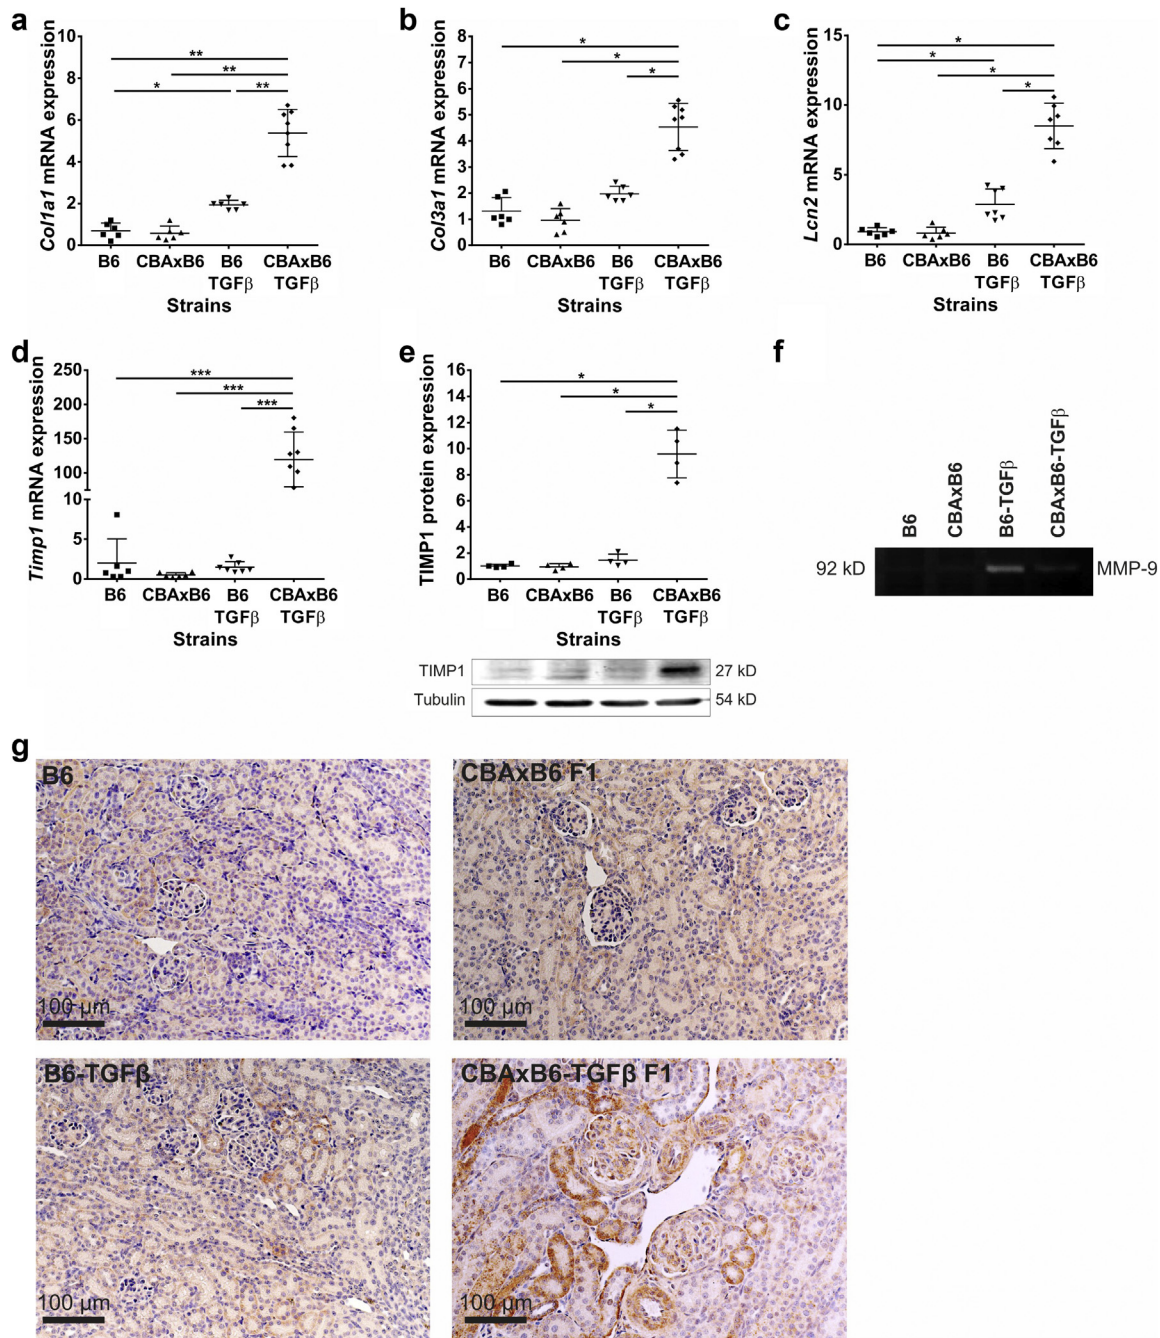 a
Col1a1 mRNA expression
10
8
6
4
2
0
**
**
* **
B6 CBAxB6 B6 CBAxB6
TGFβ TGFβ
Strains
b
Col3a1 mRNA expression
8
7
6
5
4
3
2
1
0
*
*
*
B6 CBAxB6 B6 CBAxB6
TGFβ TGFβ
Strains
c
Lcn2 mRNA expression
15
10
5
0
*
*
*
*
B6 CBAxB6 B6 CBAxB6
TGFβ TGFβ
Strains
d
Timp1 mRNA expression
250
200
150
100
50
10
5
0
***
***
***
B6 CBAxB6 B6 CBAxB6
TGFβ TGFβ
Strains
e
TIMP1 protein expression
16
14
12
10
8
6
4
2
0
*
*
*
B6 CBAxB6 B6 CBAxB6
TGFβ TGFβ
Strains
TIMP1 27 kD
Tubulin 54 kD
f
B6
CBAxB6
B6-TGFβ
CBAxB6-TGFβ
92 kD MMP-9
g
B6
100 μm
CBAxB6 F1
100 μm
B6-TGFβ
100 μm
CBAxB6-TGFβ F1
100 μm